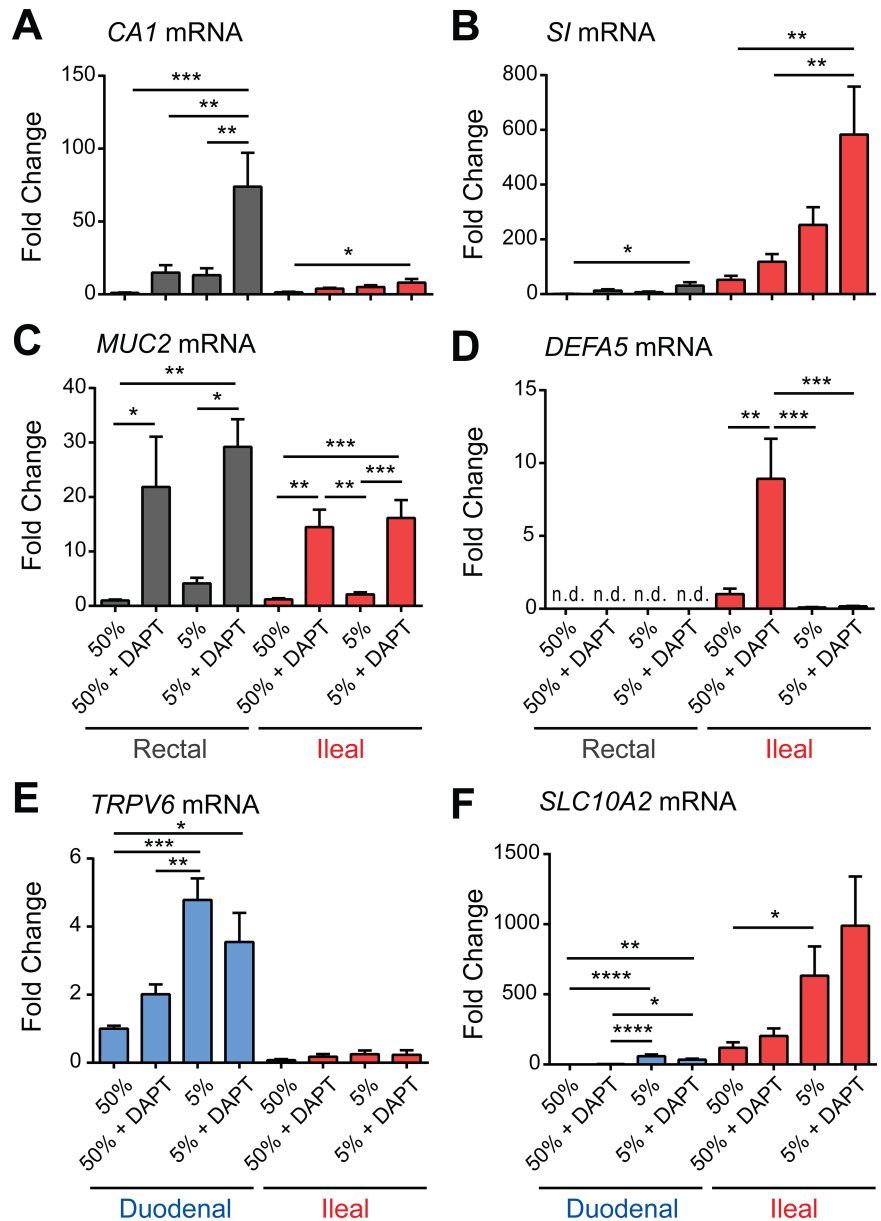 A
CA1 mRNA
Fold Change
150
100
50
0
***
**
**
*
B
SI mRNA
Fold Change
800
600
400
200
0
*
**
**
C
MUC2 mRNA
Fold Change
40
30
20
10
0
**
*
*
***
**
**
***
50%
50% + DAPT
5%
5% + DAPT
50%
50% + DAPT
5%
5% + DAPT
Rectal
Ileal
D
DEFA5 mRNA
Fold Change
15
10
5
0
n.d. n.d. n.d. n.d.
***
**
***
50%
50% + DAPT
5%
5% + DAPT
50%
50% + DAPT
5%
5% + DAPT
Rectal
Ileal
E
TRPV6 mRNA
Fold Change
6
4
2
0
*
***
**
50%
50% + DAPT
5%
5% + DAPT
50%
50% + DAPT
5%
5% + DAPT
Duodenal
Ileal
F
SLC10A2 mRNA
Fold Change
1500
1000
500
0
**
****
*
****
*
50%
50% + DAPT
5%
5% + DAPT
50%
50% + DAPT
5%
5% + DAPT
Duodenal
Ileal